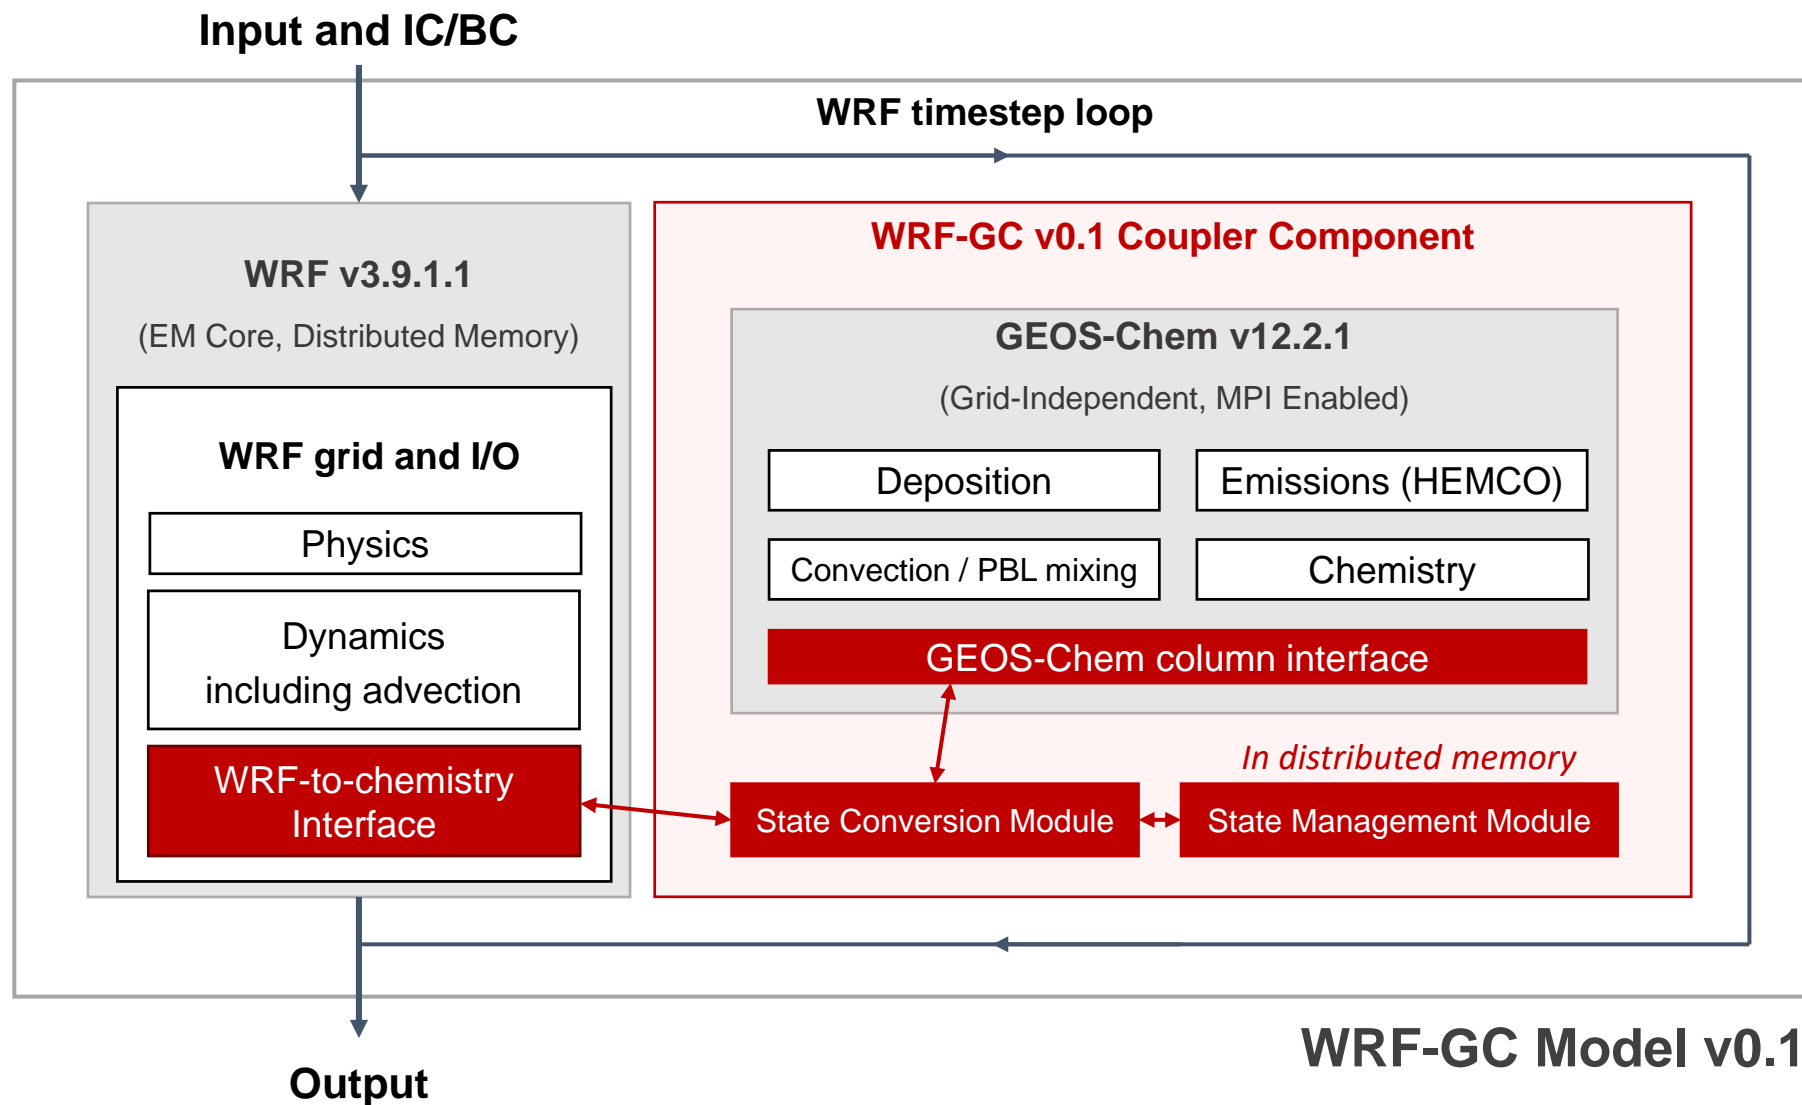 Input and IC/BC
WRF timestep loop
WRF v3.9.1.1
(EM Core, Distributed Memory)
WRF grid and I/O
Physics
Dynamics
including advection
WRF-to-chemistry
Interface
WRF-GC v0.1 Coupler Component
GEOS-Chem v12.2.1
(Grid-Independent, MPI Enabled)
Deposition
Emissions (HEMCO)
Convection / PBL mixing
Chemistry
GEOS-Chem column interface
In distributed memory
State Conversion Module
State Management Module
WRF-GC Model v0.1
Output